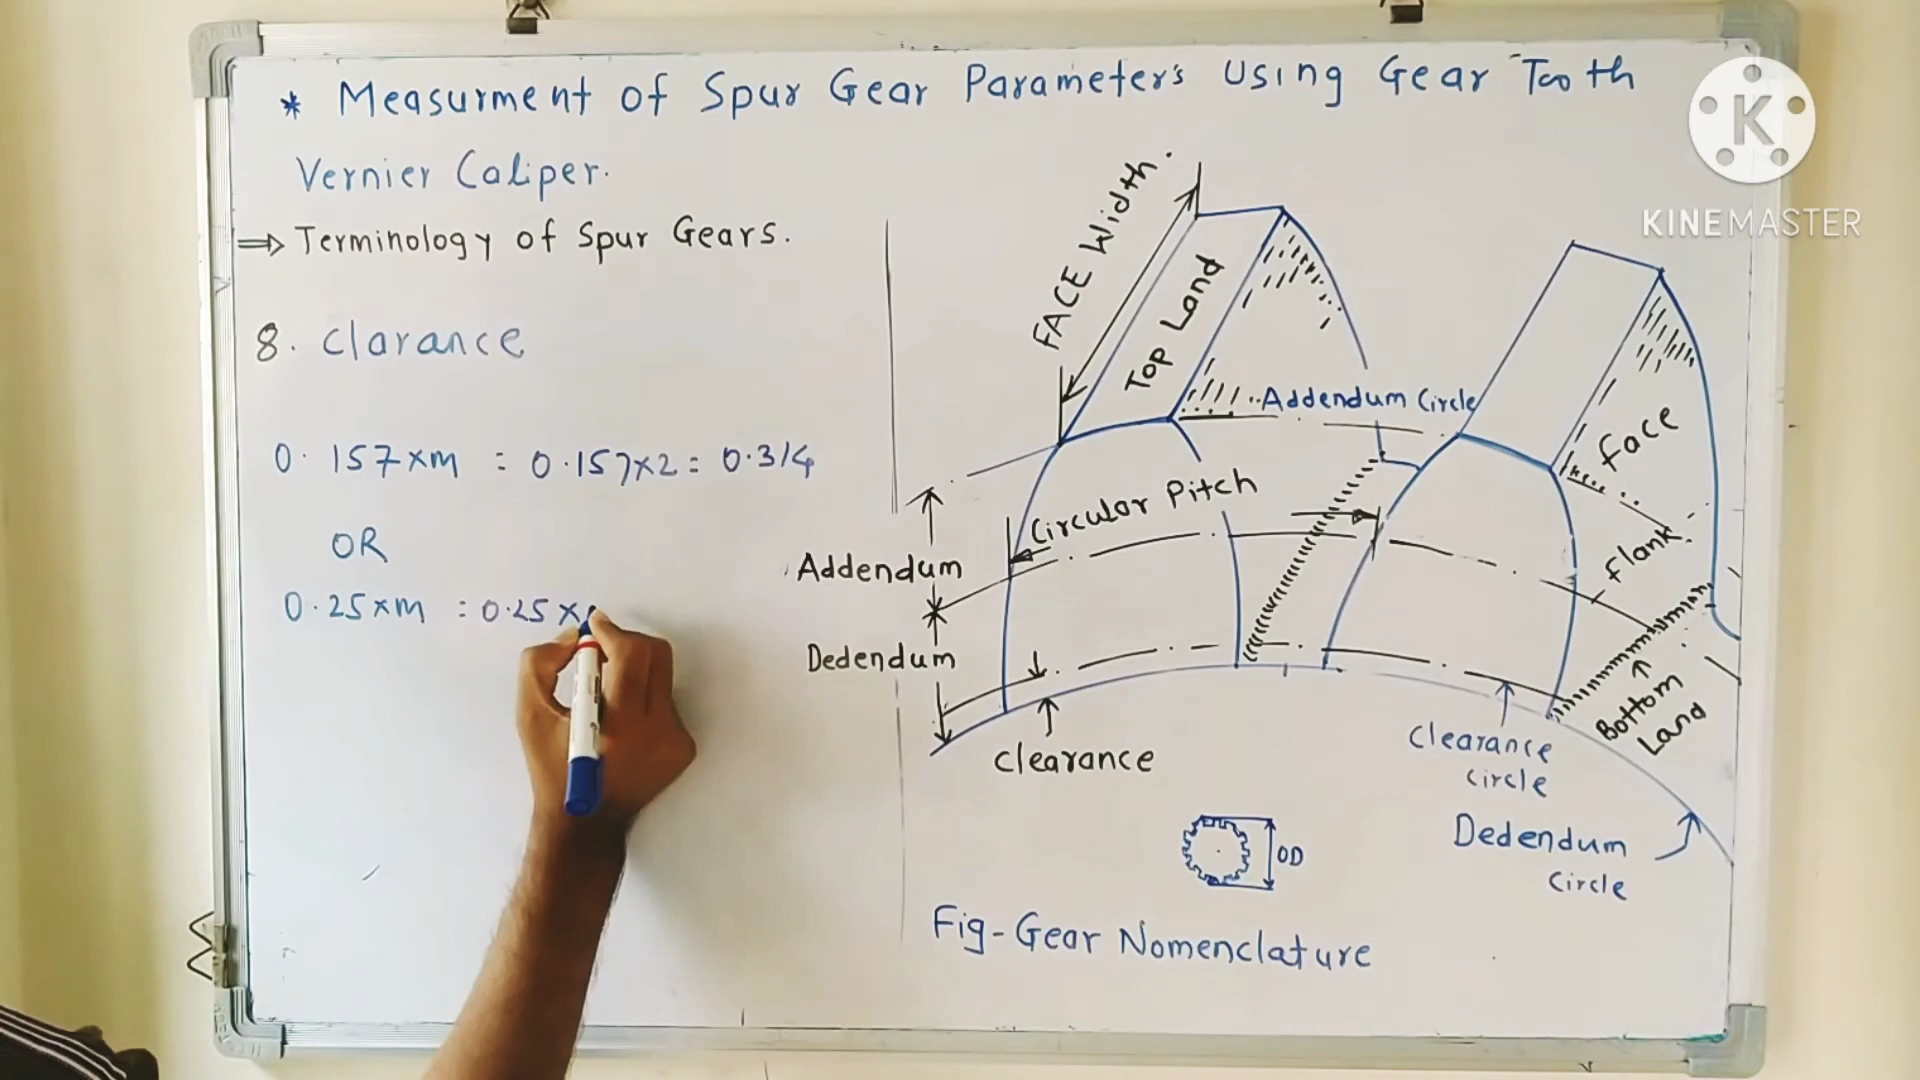 * Measurment of Spur Gear Parameter's Using Gear Tooth
Vernier Caliper.
⇒ Terminology of Spur Gears.
8. Clarance
0.157×m = 0.157×2 = 0.314
OR
0.25×m = 0.25×
FACE Width.
Top Land
Addendum Circle
Face
Circular Pitch
Flank
Addendum
Dedendum
Bottom
Land
Clearance
Clearance
Circle
OD
Dedendum
Circle
Fig-Gear Nomenclature
K
KINEMASTER